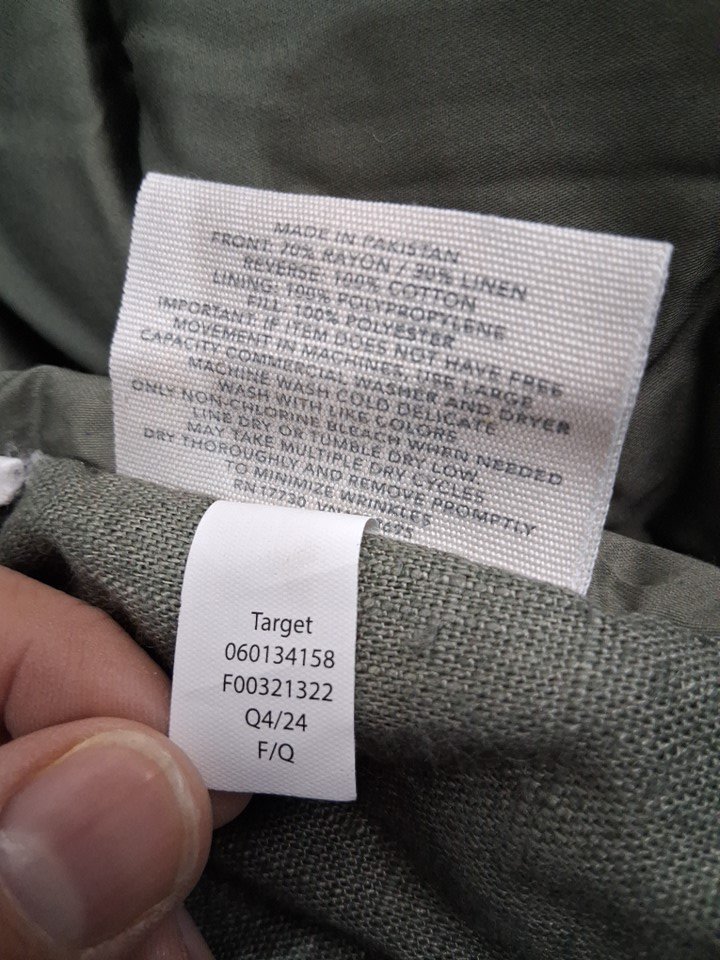 MADE IN PAKISTAN
FRONT: 70% RAYON / 30% LINEN
REVERSE: 100% COTTON
LINING: 100% POLYPROPYLENE
FILL: 100% POLYESTER
IMPORTANT: IF ITEM DOES NOT HAVE FREE
MOVEMENT IN MACHINES, USE LARGE
CAPACITY COMMERCIAL WASHER AND DRYER
MACHINE WASH COLD DELICATE
WASH WITH LIKE COLORS
ONLY NON-CHLORINE BLEACH WHEN NEEDED
LINE DRY OR TUMBLE DRY LOW
MAY TAKE MULTIPLE DRY CYCLES
DRY THOROUGHLY AND REMOVE PROMPTLY
TO MINIMIZE WRINKLES
RN 17730
Target
060134158
F00321322
Q4/24
F/Q